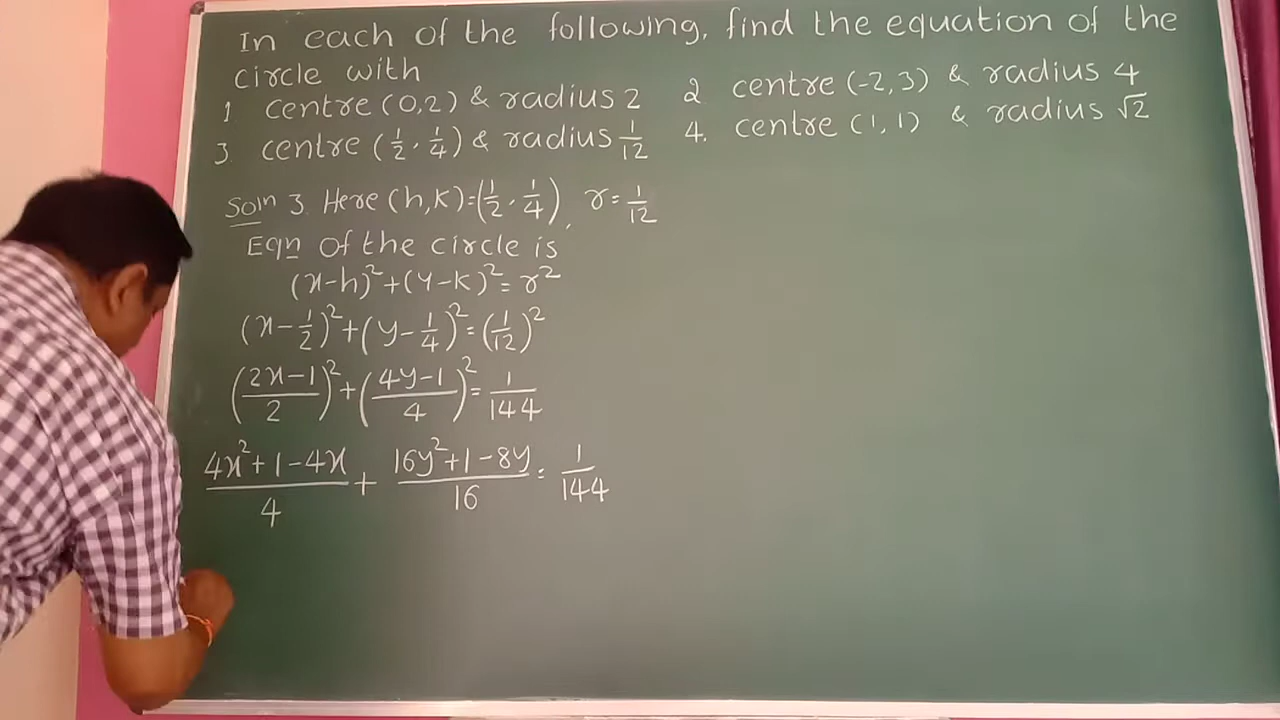 In each of the following, find the equation of the
circle with
1 centre (0,2) & radius 2 2 centre (-2,3) & radius 4
3 centre (1/2, 1/4) & radius 1/12 4. centre (1,1) & radius √2
Soln 3. Here (h,k)=(1/2, 1/4), r=1/12
Eqn of the circle is
(x-h)²+(y-k)²=r²
(x-1/2)²+(y-1/4)²=(1/12)²
((2x-1)/2)²+((4y-1)/4)²=1/144
(4x²+1-4x)/4 + (16y²+1-8y)/16 = 1/144